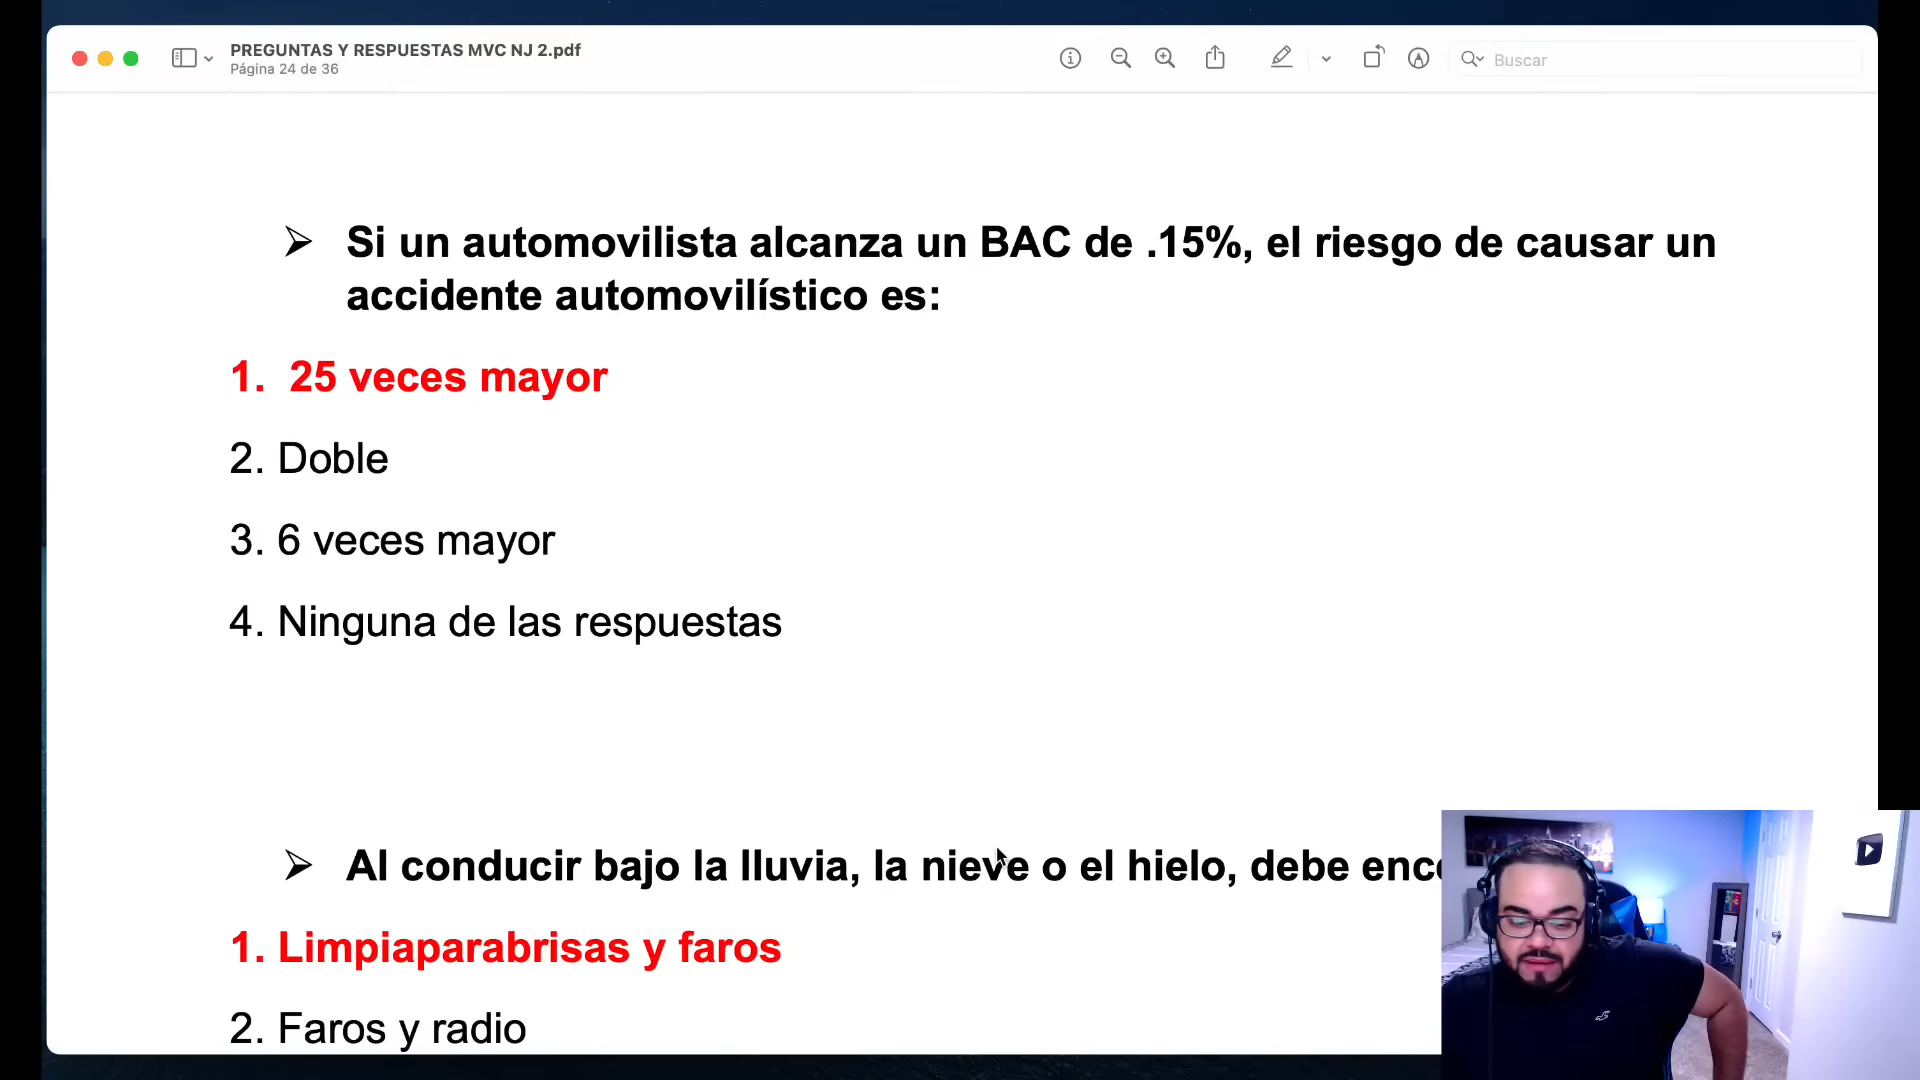 PREGUNTAS Y RESPUESTAS MVC NJ 2.pdf
Página 24 de 36
Buscar
➢ Si un automovilista alcanza un BAC de .15%, el riesgo de causar un
accidente automovilístico es:
1. 25 veces mayor
2. Doble
3. 6 veces mayor
4. Ninguna de las respuestas
➢ Al conducir bajo la lluvia, la nieve o el hielo, debe
1. Limpiaparabrisas y faros
2. Faros y radio